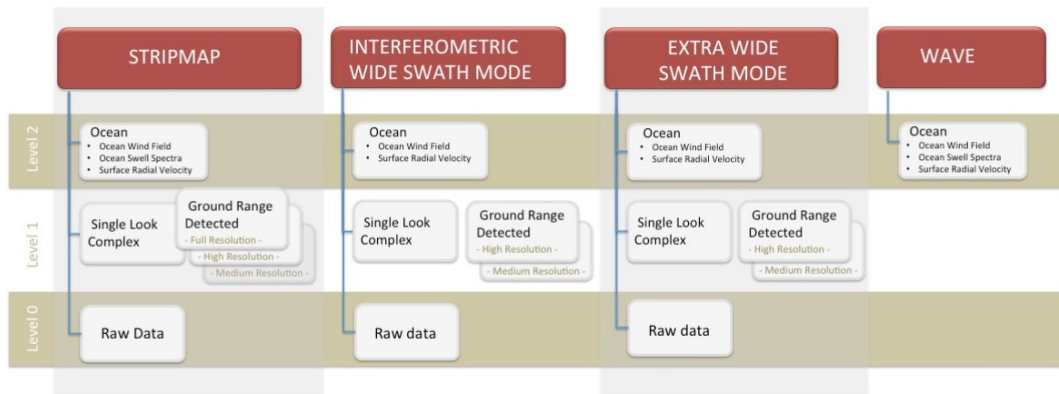 STRIPMAP
INTERFEROMETRIC
WIDE SWATH MODE
EXTRA WIDE
SWATH MODE
WAVE
Level 2
Ocean
• Ocean Wind Field
• Ocean Swell Spectra
• Surface Radial Velocity
Ocean
• Ocean Wind Field
• Surface Radial Velocity
Ocean
• Ocean Wind Field
• Surface Radial Velocity
Ocean
• Ocean Wind Field
• Ocean Swell Spectra
• Surface Radial Velocity
Level 1
Single Look
Complex
Ground Range
Detected
- Full Resolution -
- High Resolution -
- Medium Resolution -
Single Look
Complex
Ground Range
Detected
- High Resolution -
- Medium Resolution -
Single Look
Complex
Ground Range
Detected
- High Resolution -
- Medium Resolution -
Level 0
Raw Data
Raw data
Raw data